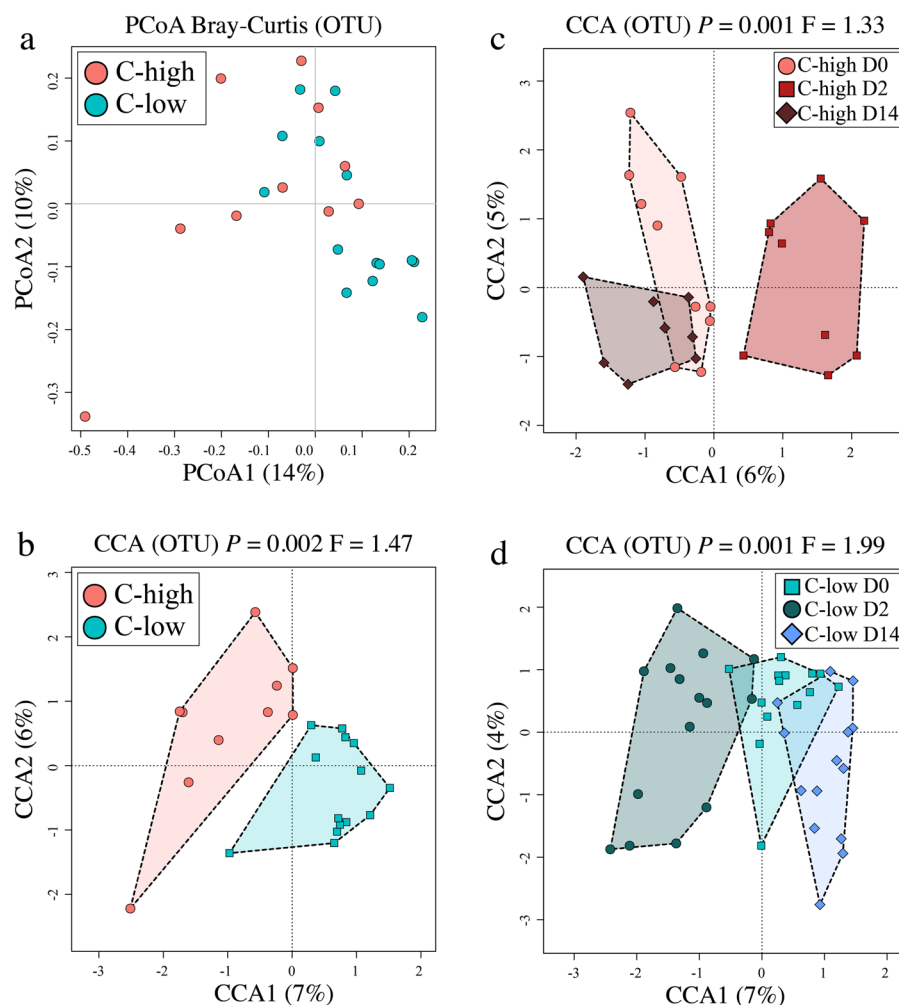 a
PCoA Bray-Curtis (OTU)
C-high
C-low
0.2
0.1
0.0
-0.1
-0.2
-0.3
PCoA2 (10%)
-0.5 -0.4 -0.3 -0.2 -0.1 0.0 0.1 0.2
PCoA1 (14%)
c
CCA (OTU) P = 0.001 F = 1.33
C-high D0
C-high D2
C-high D14
3
2
1
0
-1
-2
CCA2 (5%)
-2 -1 0 1 2
CCA1 (6%)
b
CCA (OTU) P = 0.002 F = 1.47
C-high
C-low
3
2
1
0
-1
-2
CCA2 (6%)
-3 -2 -1 0 1 2
CCA1 (7%)
d
CCA (OTU) P = 0.001 F = 1.99
C-low D0
C-low D2
C-low D14
2
1
0
-1
-2
-3
CCA2 (4%)
-3 -2 -1 0 1 2
CCA1 (7%)